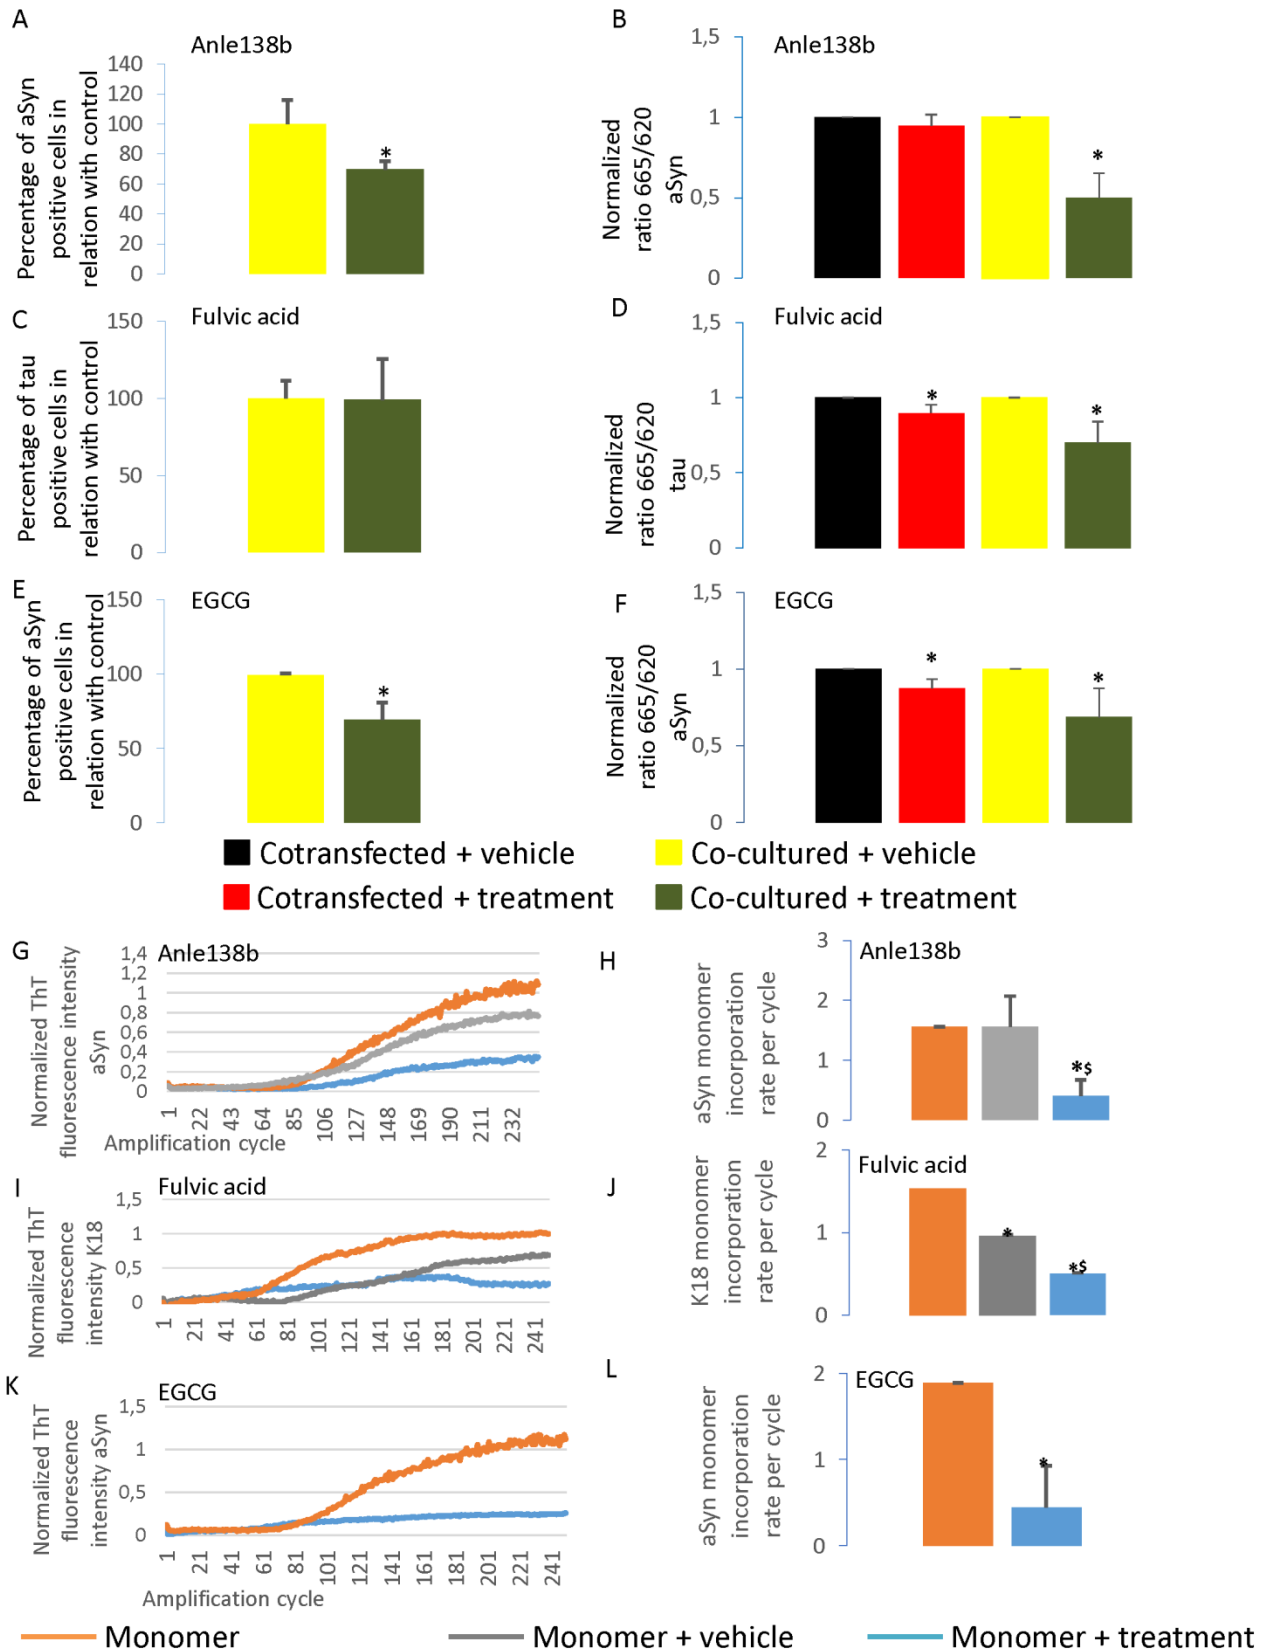 A
Anle138b
Percentage of aSyn
positive cells in
relation with control
140
120
100
80
60
40
20
0
*
B
Anle138b
Normalized
ratio 665/620
aSyn
1,5
1
0,5
0
*
C
Fulvic acid
Percentage of tau
positive cells in
relation with control
150
100
50
0
D
Fulvic acid
Normalized
ratio 665/620
tau
1,5
1
0,5
0
*
*
E
EGCG
Percentage of aSyn
positive cells in
relation with control
150
100
50
0
*
F
EGCG
Normalized
ratio 665/620
aSyn
1,5
1
0,5
0
*
*
Cotransfected + vehicle
Co-cultured + vehicle
Cotransfected + treatment
Co-cultured + treatment
G
Anle138b
Normalized ThT
fluorescence intensity
aSyn
1,4
1,2
1
0,8
0,6
0,4
0,2
0
1 22 43 64 85 106 127 148 169 190 211 232
Amplification cycle
H
Anle138b
aSyn monomer
incorporation
rate per cycle
3
2
1
0
*$
I
Fulvic acid
Normalized ThT
fluorescence
intensity K18
1,5
1
0,5
0
1 21 41 61 81 101 121 141 161 181 201 221 241
J
Fulvic acid
K18 monomer
incorporation
rate per cycle
2
1
0
*
*$
K
EGCG
Normalized ThT
fluorescence
intensity aSyn
1,5
1
0,5
0
1 21 41 61 81 101 121 141 161 181 201 221 241
Amplification cycle
L
EGCG
aSyn monomer
incorporation
rate per cycle
2
1
0
*
Monomer
Monomer + vehicle
Monomer + treatment